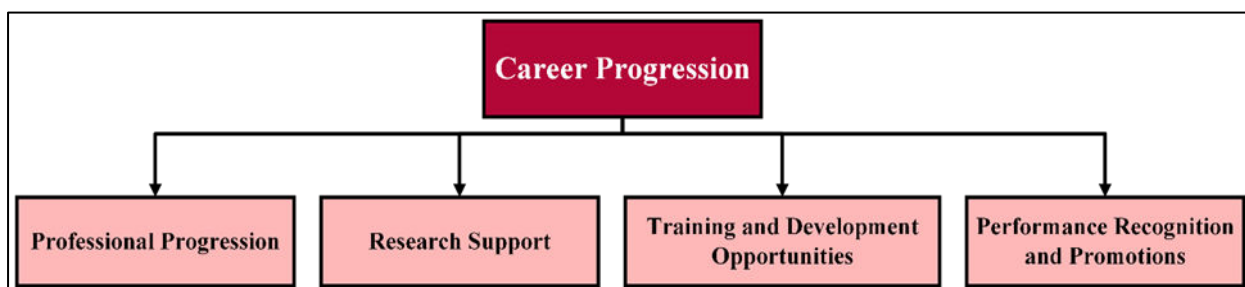 Career Progression
Professional Progression
Research Support
Training and Development
Opportunities
Performance Recognition
and Promotions